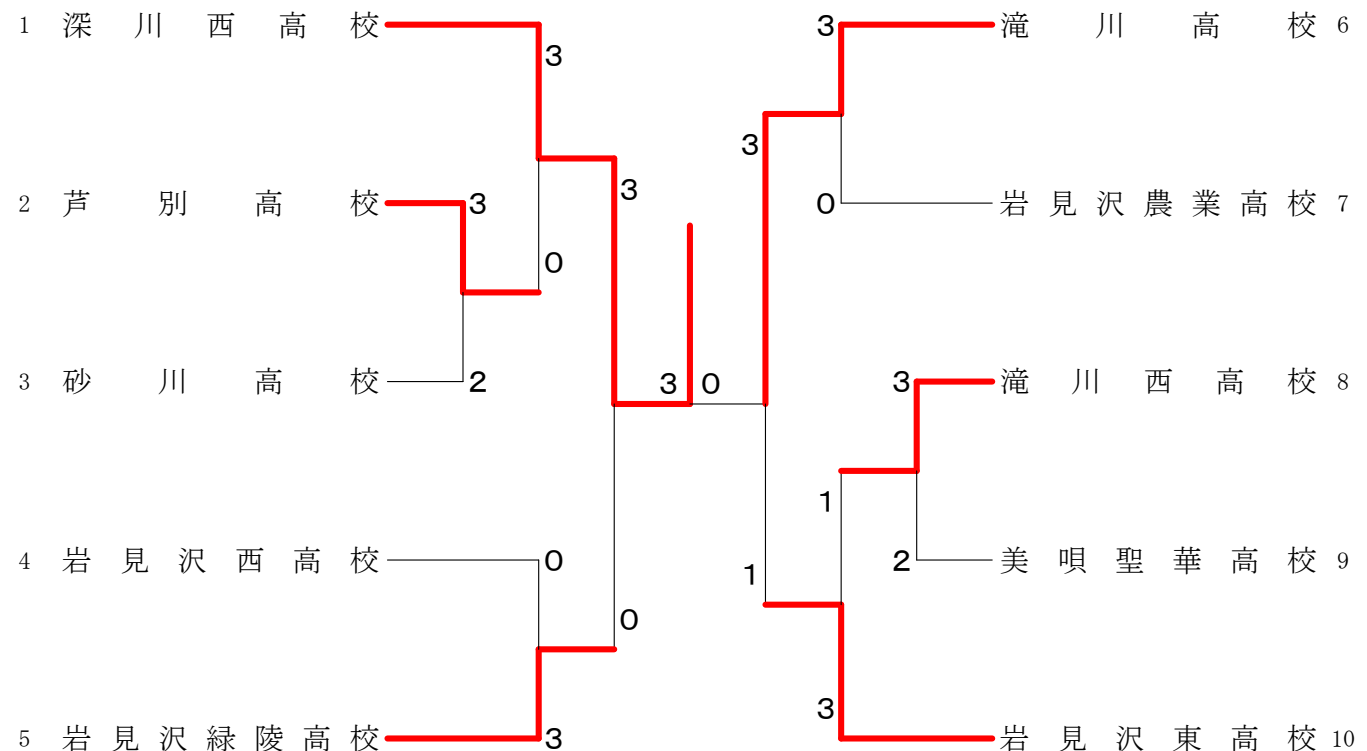 1 深川西高校 3 3 滝川高校 6
3
3
2 芦別高校 3 0 岩見沢農業高校 7
0
3 砂川高校 2 3 0 3 滝川西高校 8
1
4 岩見沢西高校 0 2 美唄聖華高校 9
1
0
5 岩見沢緑陵高校 3 3 岩見沢東高校 10